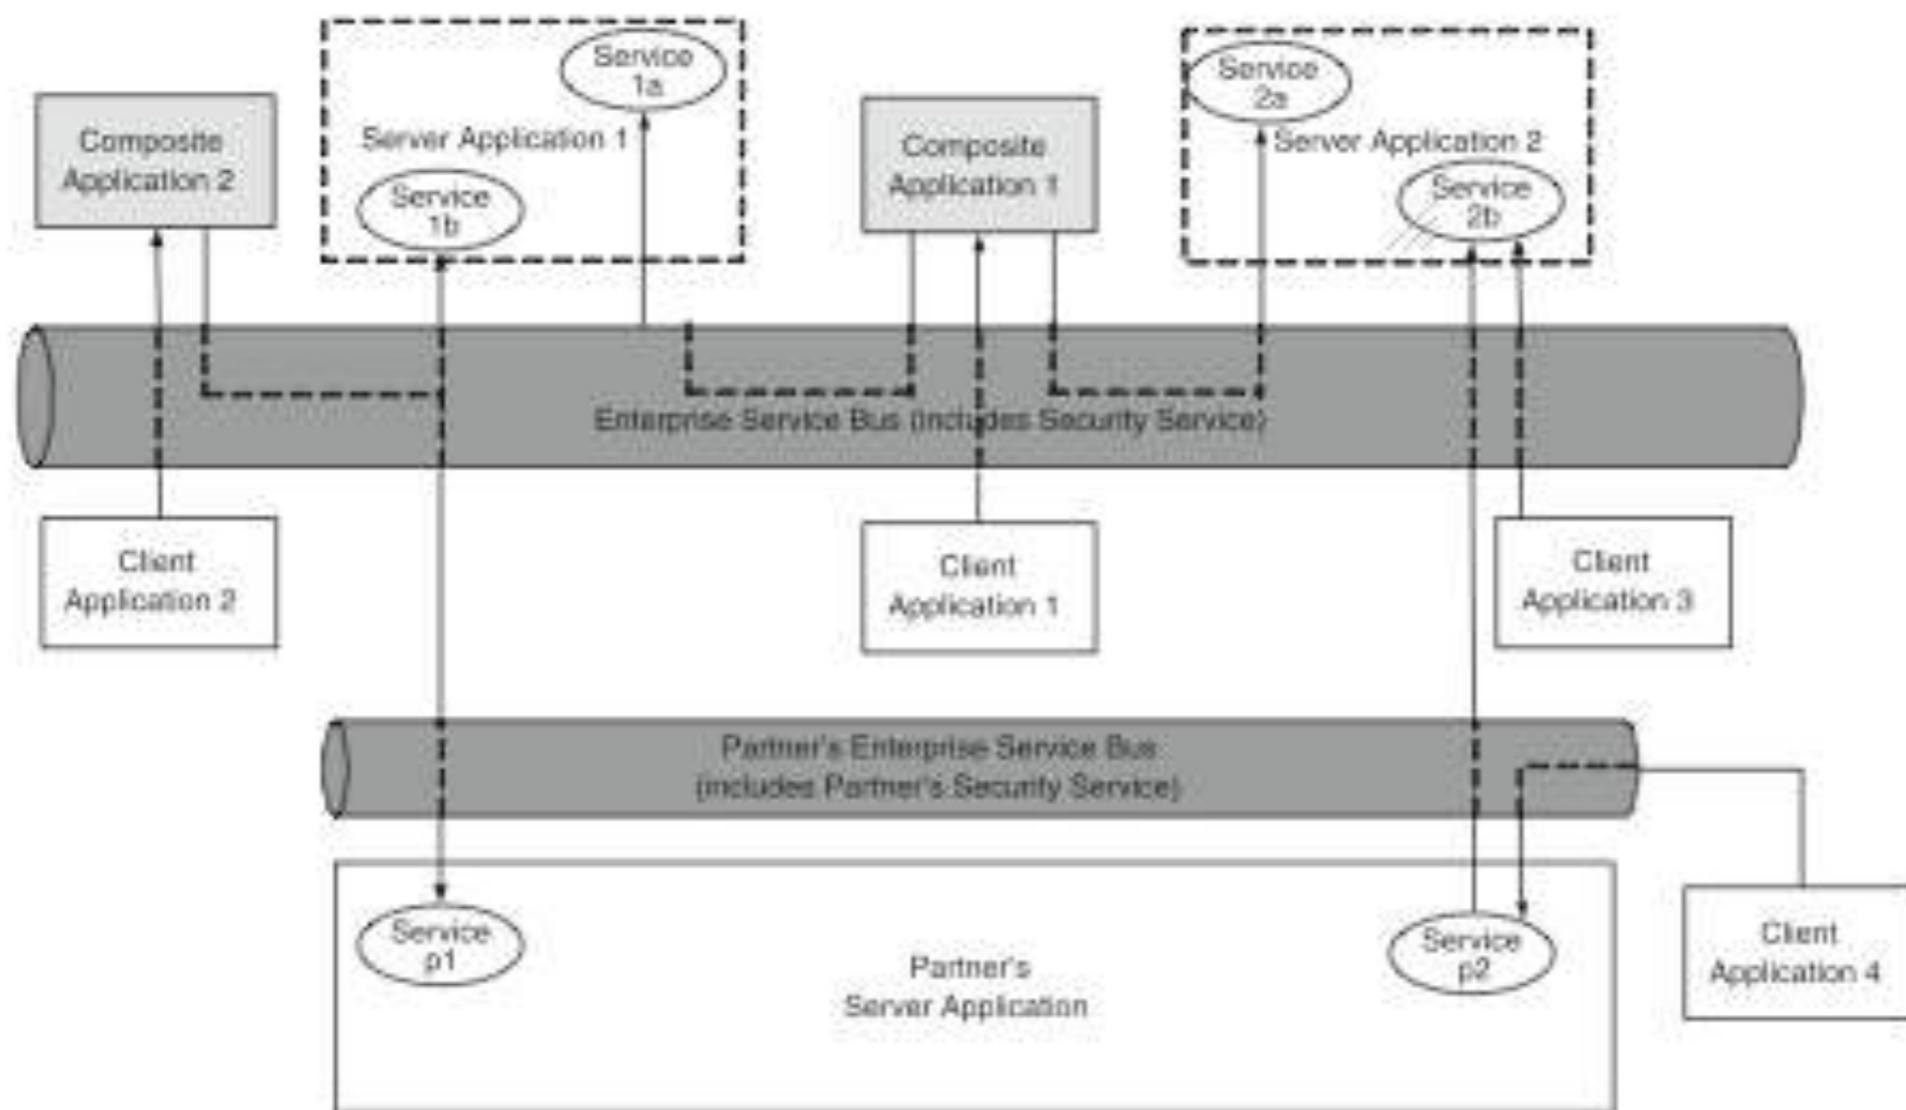 Service
1a
Service
2a
Composite
Application 2
Server Application 1
Composite
Application 1
Server Application 2
Service
1b
Service
2b
Enterprise Service Bus (includes Security Service)
Client
Application 2
Client
Application 1
Client
Application 3
Partner's Enterprise Service Bus
(includes Partner's Security Service)
Service
p1
Partner's
Server Application
Service
p2
Client
Application 4